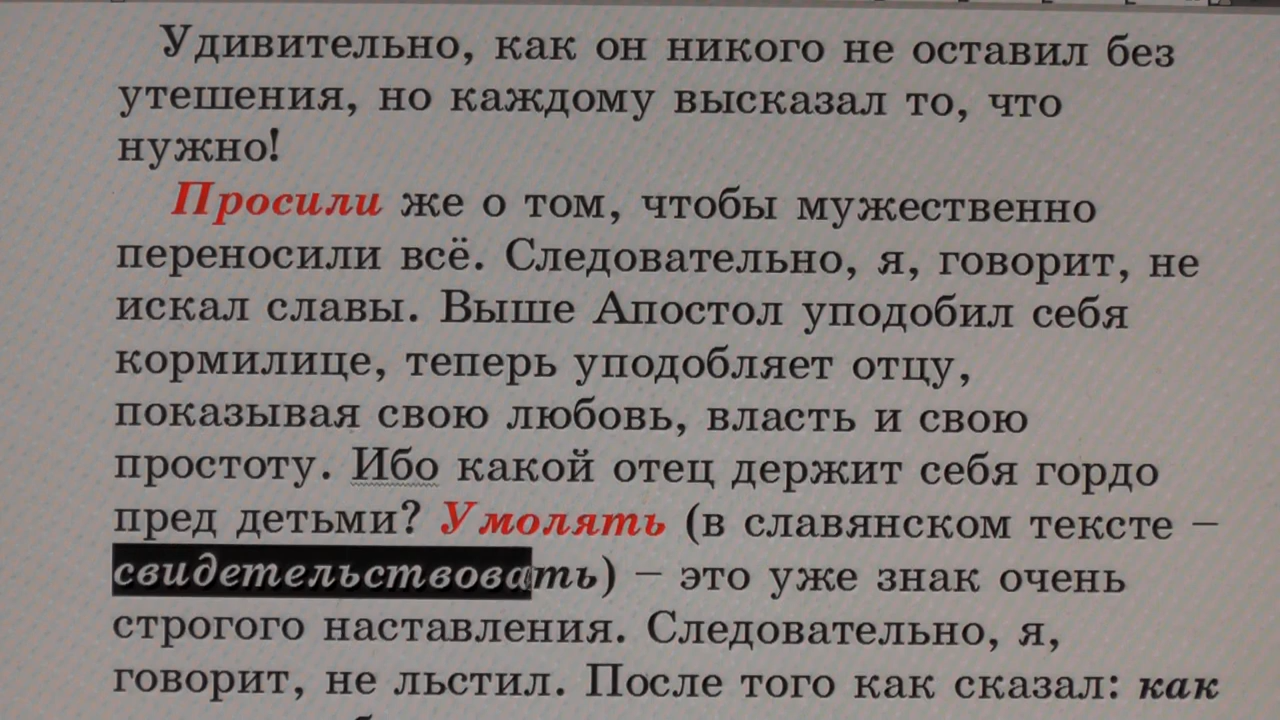 Удивительно, как он никого не оставил без
утешения, но каждому высказал то, что
нужно!
Просили же о том, чтобы мужественно
переносили всё. Следовательно, я, говорит, не
искал славы. Выше Апостол уподобил себя
кормилице, теперь уподобляет отцу,
показывая свою любовь, власть и свою
простоту. Ибо какой отец держит себя гордо
пред детьми? Умолять (в славянском тексте –
свидетельствовать) – это уже знак очень
строгого наставления. Следовательно, я,
говорит, не льстил. После того как сказал: как